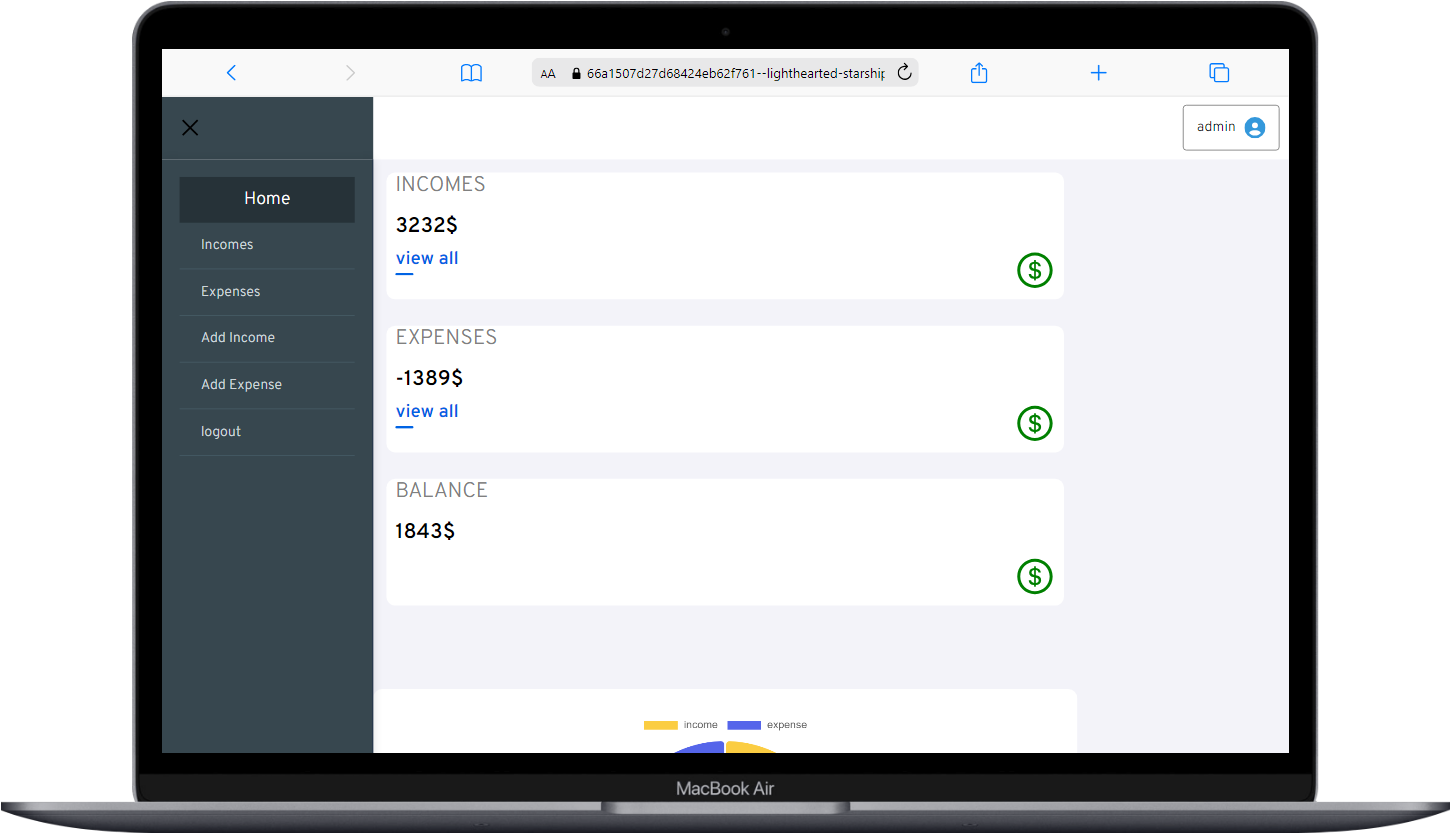 AA 66a1507d27d68424eb62f761--lighthearted-starship
admin
Home
Incomes
Expenses
Add Income
Add Expense
logout
INCOMES
3232$
view all
$
EXPENSES
-1389$
view all
$
BALANCE
1843$
$
income expense
MacBook Air